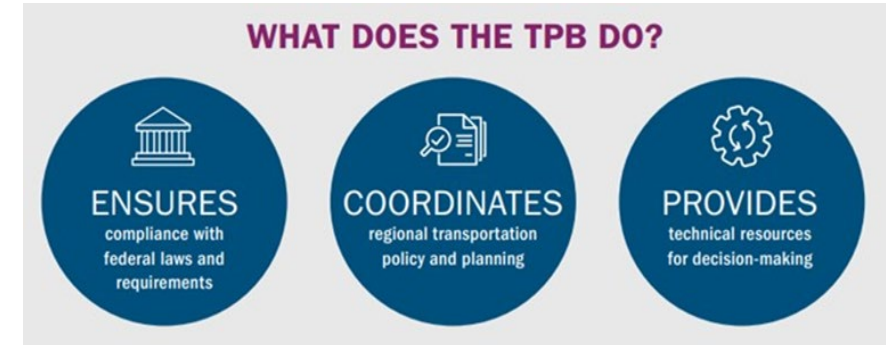 WHAT DOES THE TPB DO?
ENSURES
compliance with
federal laws and
requirements
COORDINATES
regional transportation
policy and planning
PROVIDES
technical resources
for decision-making